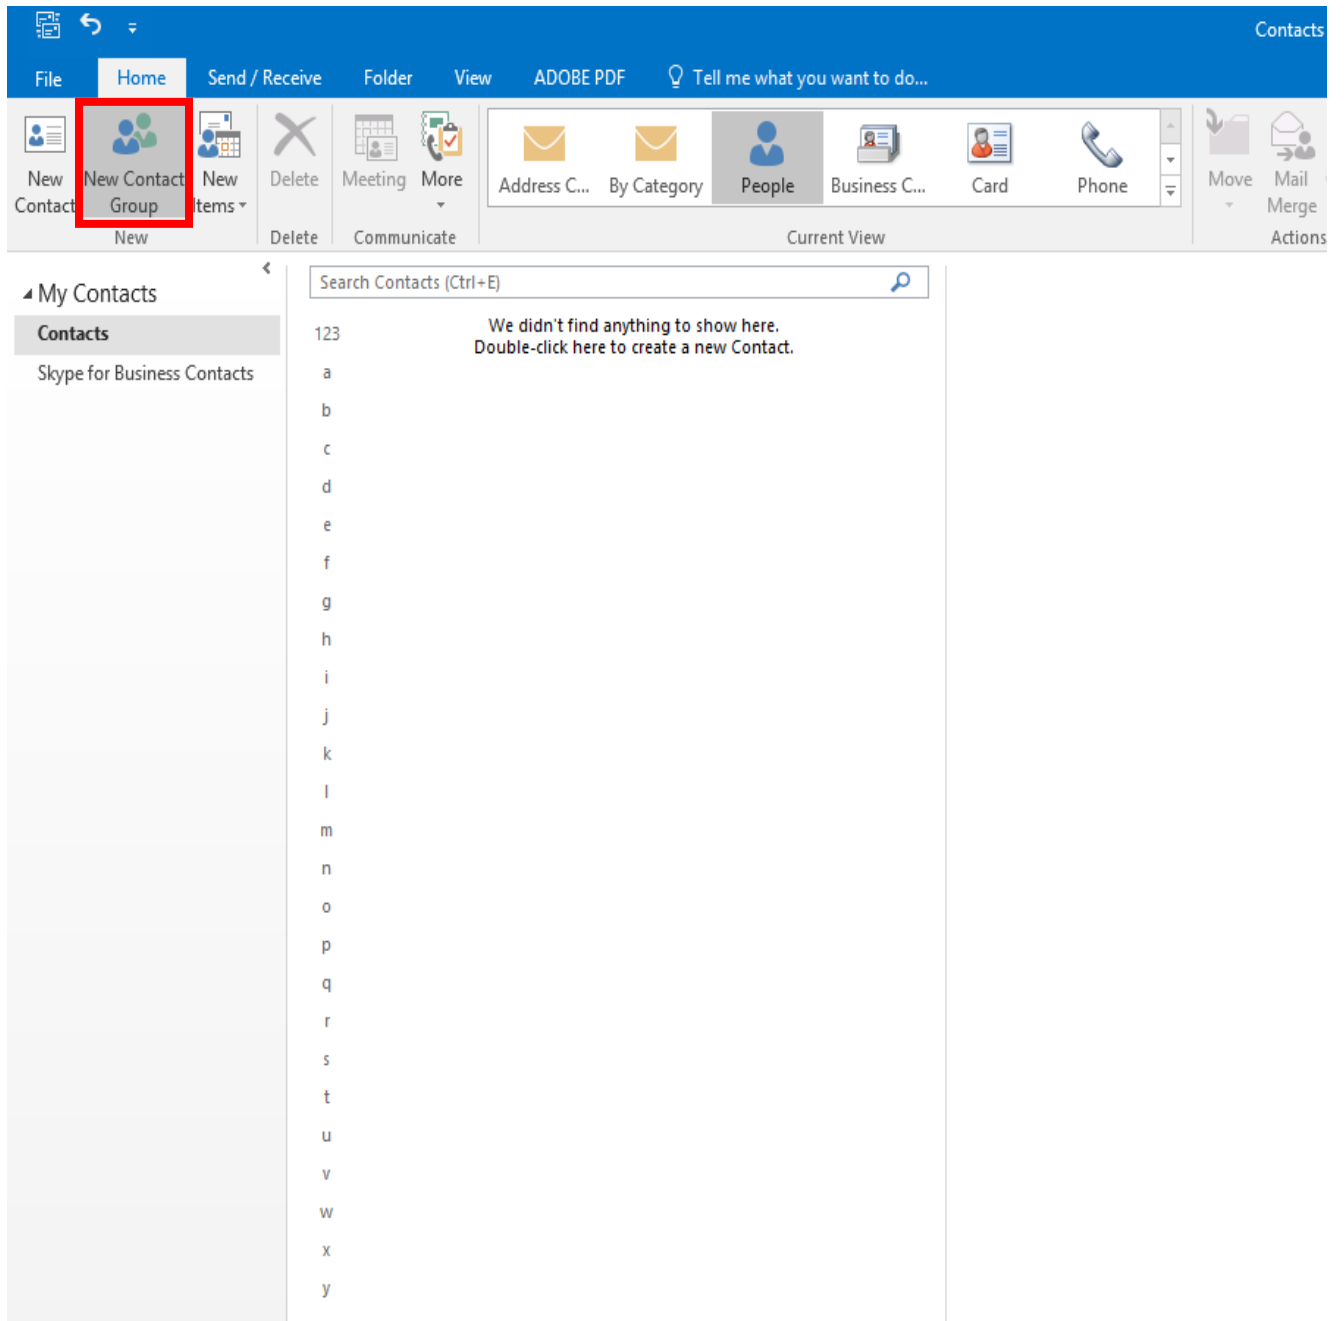 Contacts
File Home Send / Receive Folder View ADOBE PDF Tell me what you want to do...
New Contact
New Contact Group
New Items
Delete
Meeting
More
Address C...
By Category
People
Business C...
Card
Phone
Move
Mail Merge
New Delete Communicate Current View Actions
My Contacts
Contacts
Skype for Business Contacts
Search Contacts (Ctrl+E)
We didn't find anything to show here.
Double-click here to create a new Contact.
123
a
b
c
d
e
f
g
h
i
j
k
l
m
n
o
p
q
r
s
t
u
v
w
x
y